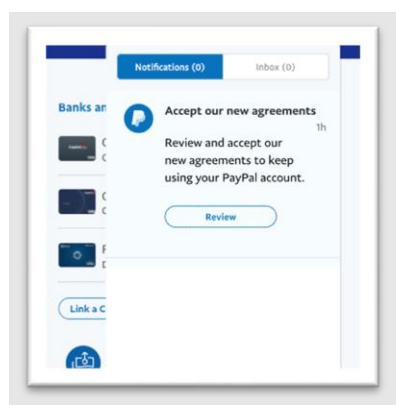 Notifications (0)
Inbox (0)
Banks an
Accept our new agreements
1h
Review and accept our
new agreements to keep
using your PayPal account.
Review
Link a C